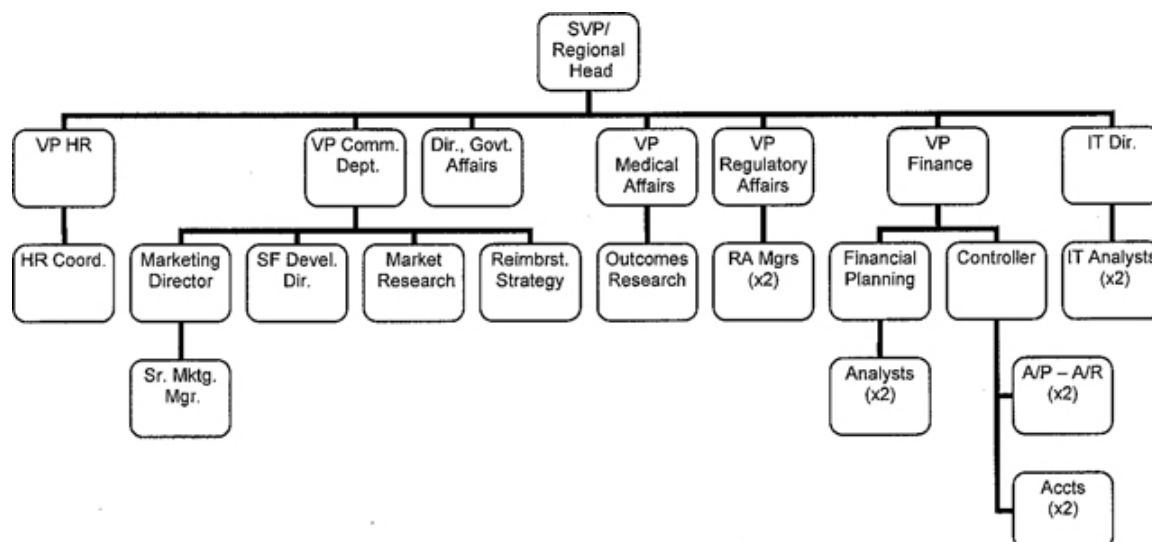 SVP/
Regional
Head
VP HR
VP Comm.
Dept.
Dir., Govt.
Affairs
VP
Medical
Affairs
VP
Regulatory
Affairs
VP
Finance
IT Dir.
HR Coord.
Marketing
Director
SF Devel.
Dir.
Market
Research
Reimbrst.
Strategy
Outcomes
Research
RA Mgrs
(x2)
Financial
Planning
Controller
IT Analysts
(x2)
Sr. Mktg.
Mgr.
Analysts
(x2)
A/P – A/R
(x2)
Accts
(x2)